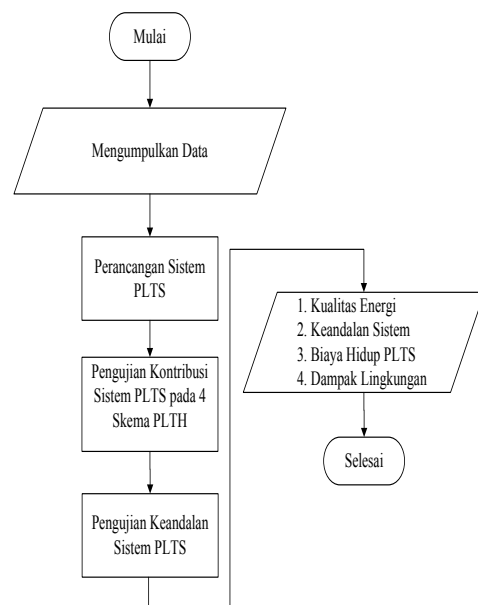 Mulai
Mengumpulkan Data
Perancangan Sistem
PLTS
Pengujian Kontribusi
Sistem PLTS pada 4
Skema PLTH
Pengujian Keandalan
Sistem PLTS
1. Kualitas Energi
2. Keandalan Sistem
3. Biaya Hidup PLTS
4. Dampak Lingkungan
Selesai